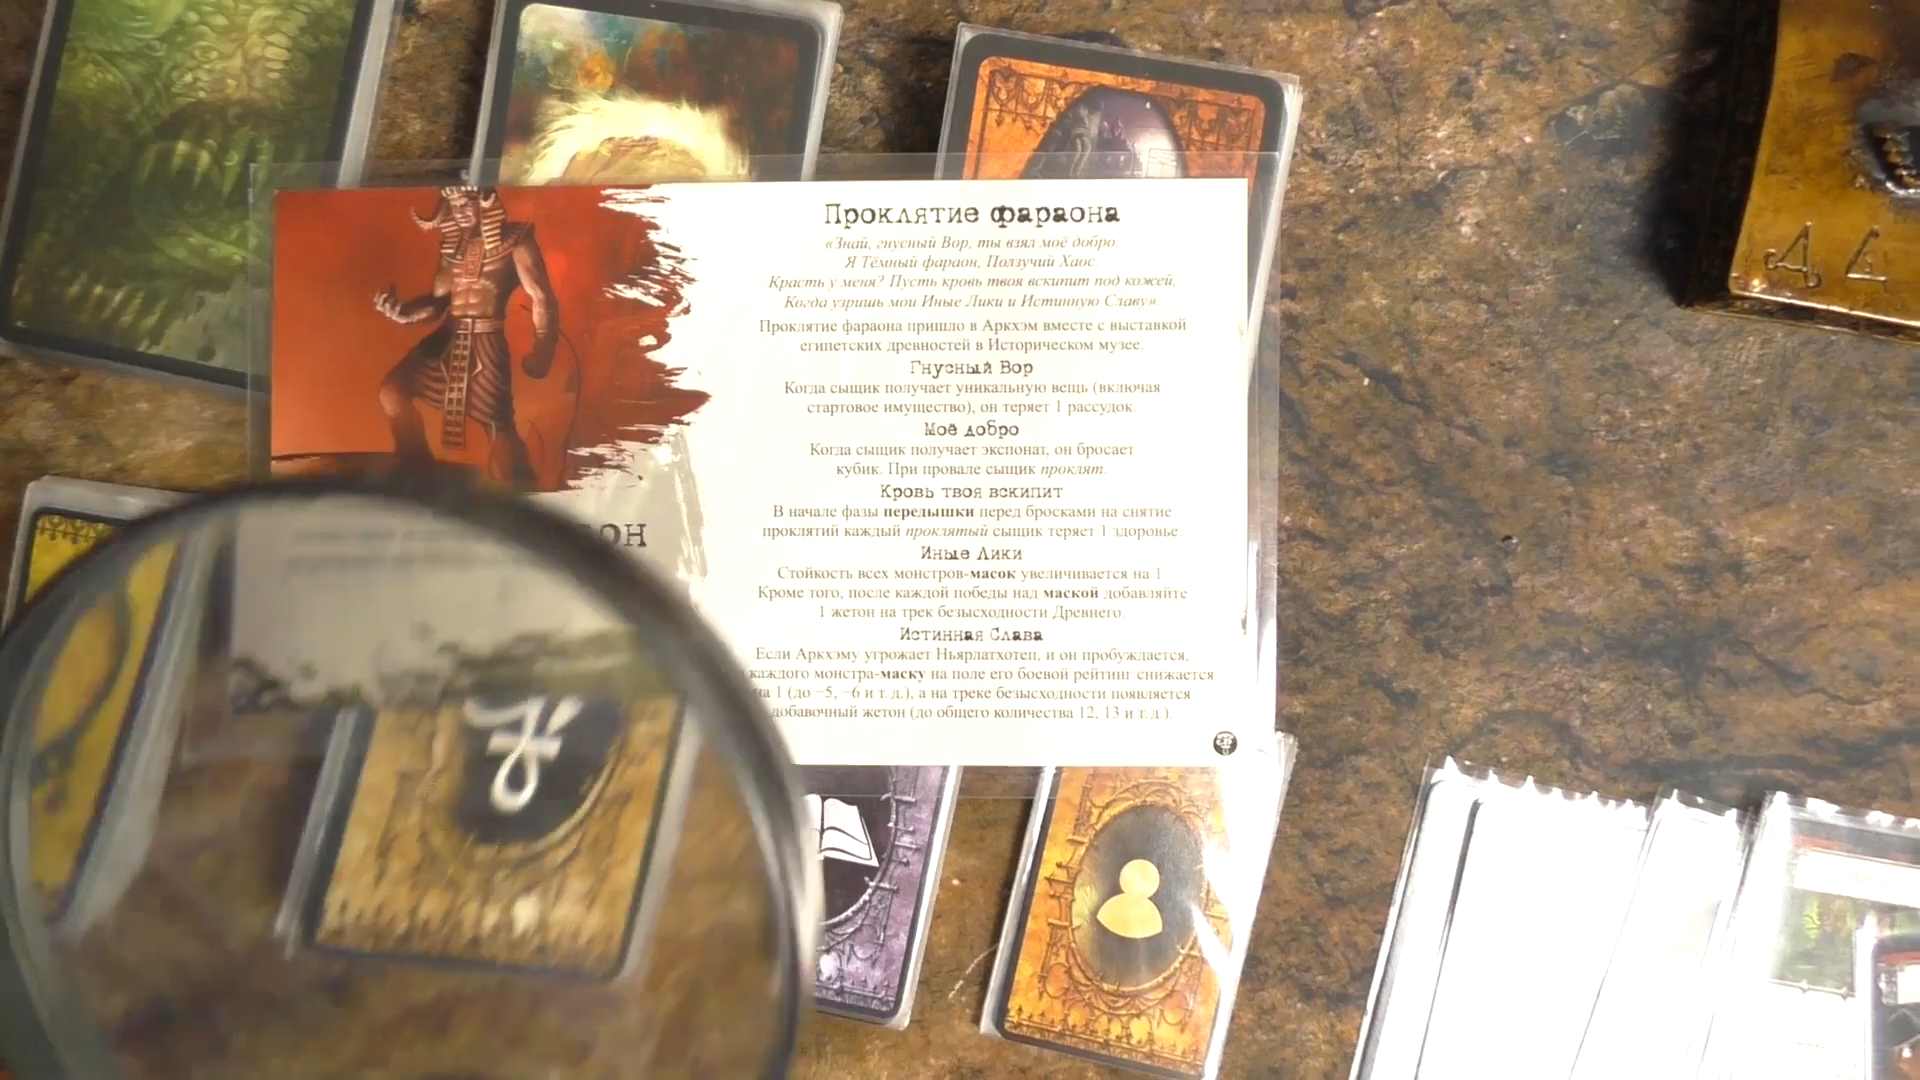 Проклятие фараона
«Знай, гнусный Вор, ты взял моё добро.
Я Тёмный фараон, Ползучий Хаос.
Красть у меня? Пусть кровь твоя вскипит под кожей,
Когда узришь мои Иные Лики и Истинную Славу».
Проклятие фараона пришло в Аркхэм вместе с выставкой
египетских древностей в Историческом музее.
Гнусный Вор
Когда сыщик получает уникальную вещь (включая
стартовое имущество), он теряет 1 рассудок.
Моё добро
Когда сыщик получает экспонат, он бросает
кубик. При провале сыщик проклят.
Кровь твоя вскипит
В начале фазы передышки перед бросками на снятие
проклятий каждый проклятый сыщик теряет 1 здоровье.
Иные Лики
Стойкость всех монстров-масок увеличивается на 1
Кроме того, после каждой победы над маской добавляйте
1 жетон на трек безысходности Древнего.
Истинная Слава
Если Аркхэму угрожает Ньярлатхотеп, и он пробуждается,
каждого монстра-маску на поле его боевой рейтинг снижается
на 1 (до −5, −6 и т. д.), а на треке безысходности появляется
добавочный жетон (до общего количества 12, 13 и т. д.).